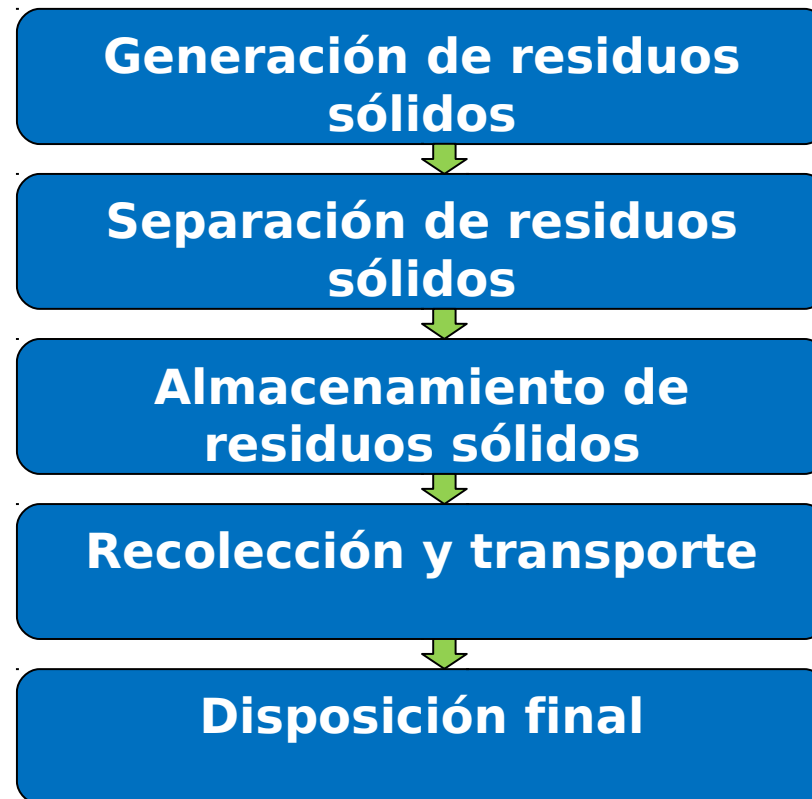 Generación de residuos
sólidos
Separación de residuos
sólidos
Almacenamiento de
residuos sólidos
Recolección y transporte
Disposición final